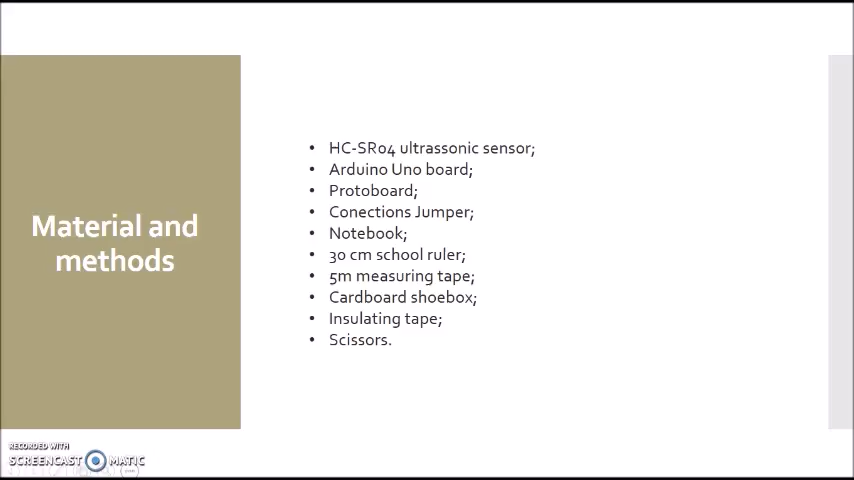 Material and
methods
• HC-SR04 ultrassonic sensor;
• Arduino Uno board;
• Protoboard;
• Conections Jumper;
• Notebook;
• 30 cm school ruler;
• 5m measuring tape;
• Cardboard shoebox;
• Insulating tape;
• Scissors.
RECORDED WITH
SCREENCAST MATIC